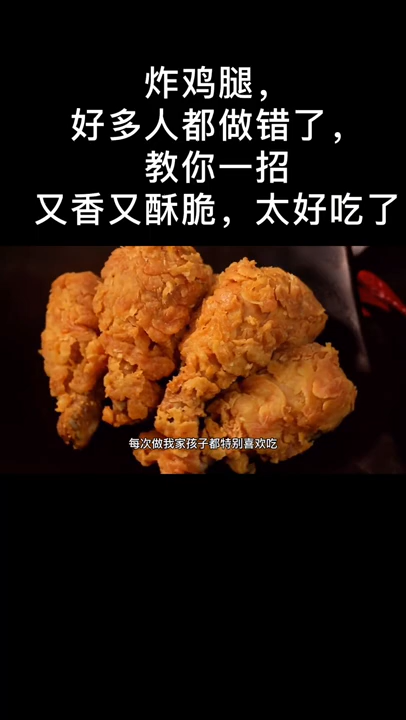 炸鸡腿，
好多人都做错了，
教你一招
又香又酥脆，太好吃了
每次做我家孩子都特别喜欢吃